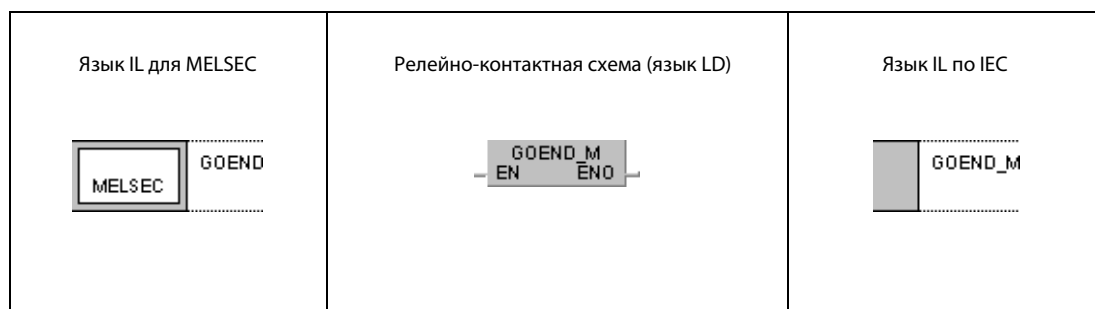 Язык IL для MELSEC
Релейно-контактная схема (язык LD)
Язык IL по IEC
MELSEC
GOEND
GOEND_M
EN ENO
GOEND_M